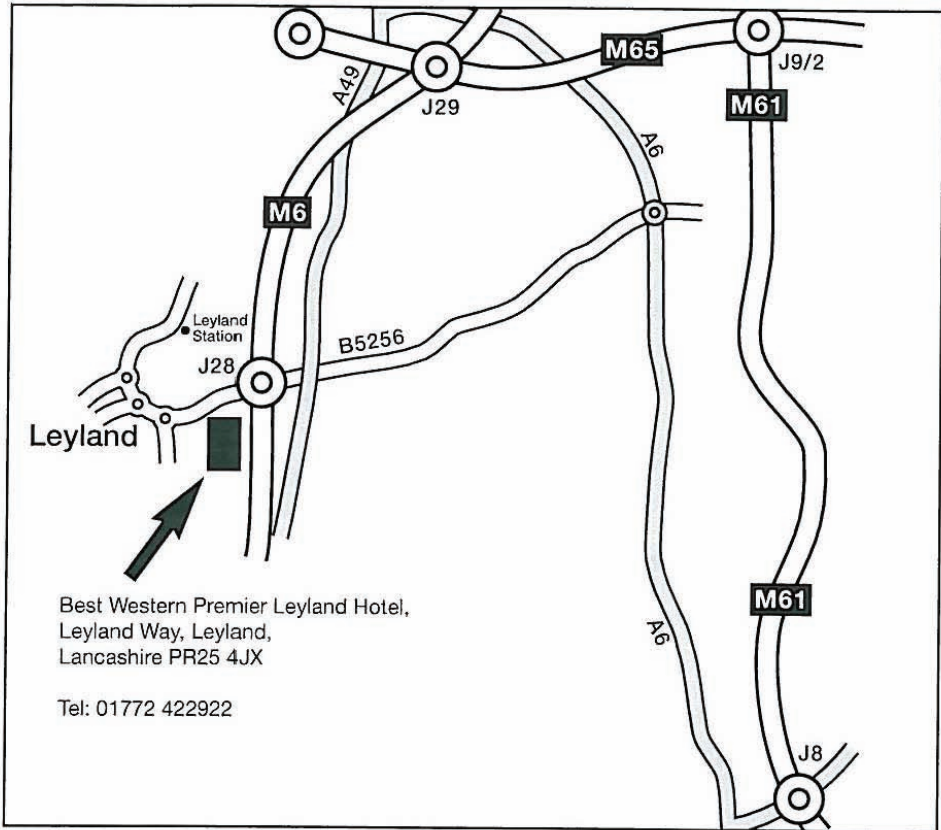 M65
J9/2
A49
J29
M61
A6
M6
Leyland
Station
B5256
J28
Leyland
M61
Best Western Premier Leyland Hotel,
Leyland Way, Leyland,
Lancashire PR25 4JX
A6
Tel: 01772 422922
J8